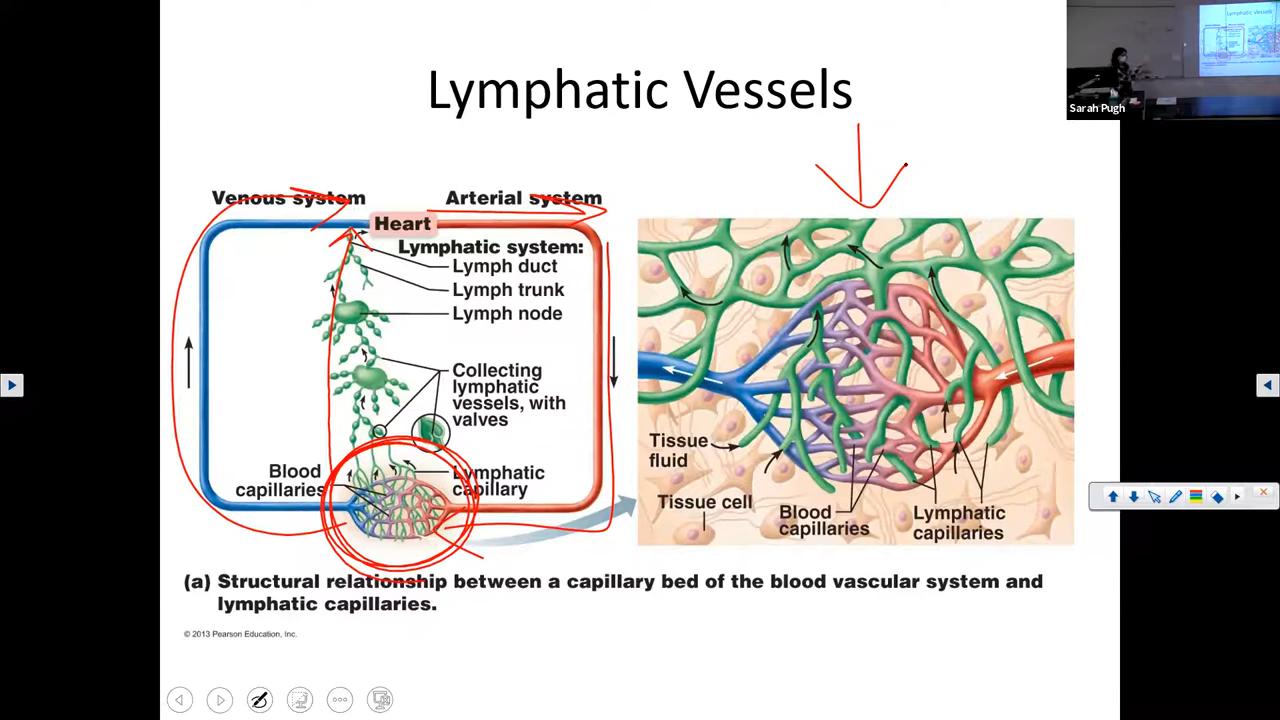 Lymphatic Vessels
Sarah Pugh
Venous system
Arterial system
Heart
Lymphatic system:
Lymph duct
Lymph trunk
Lymph node
Collecting
lymphatic
vessels, with
valves
Blood
capillaries
Lymphatic
capillary
Tissue
fluid
Tissue cell
Blood
capillaries
Lymphatic
capillaries
(a) Structural relationship between a capillary bed of the blood vascular system and
lymphatic capillaries.
© 2013 Pearson Education, Inc.